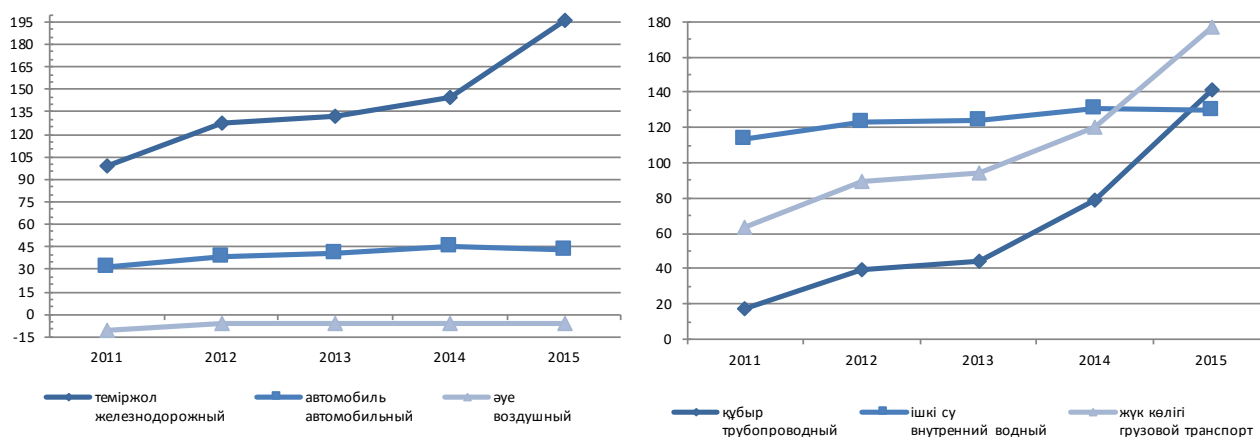 195
180
165
150
135
120
105
90
75
60
45
30
15
0
-15
2011 2012 2013 2014 2015
теміржол
железнодорожный
автомобиль
автомобильный
әуе
воздушный
180
160
140
120
100
80
60
40
20
0
2011 2012 2013 2014 2015
құбыр
трубопроводный
ішкі су
внутренний водный
жүк көлігі
грузовой транспорт